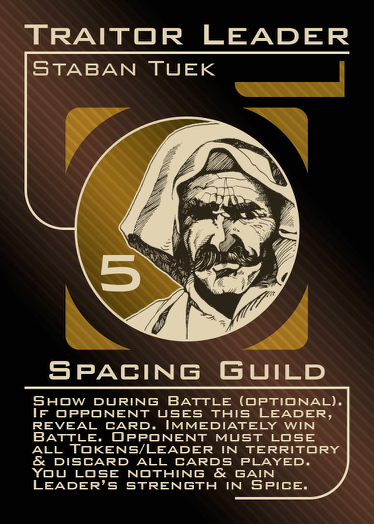 Traitor Leader
Staban Tuek
5
Spacing Guild
Show during Battle (optional).
If opponent uses this Leader,
reveal card. Immediately win
Battle. Opponent must lose
all Tokens/Leader in territory
& discard all cards played.
You lose nothing & gain
Leader's strength in Spice.